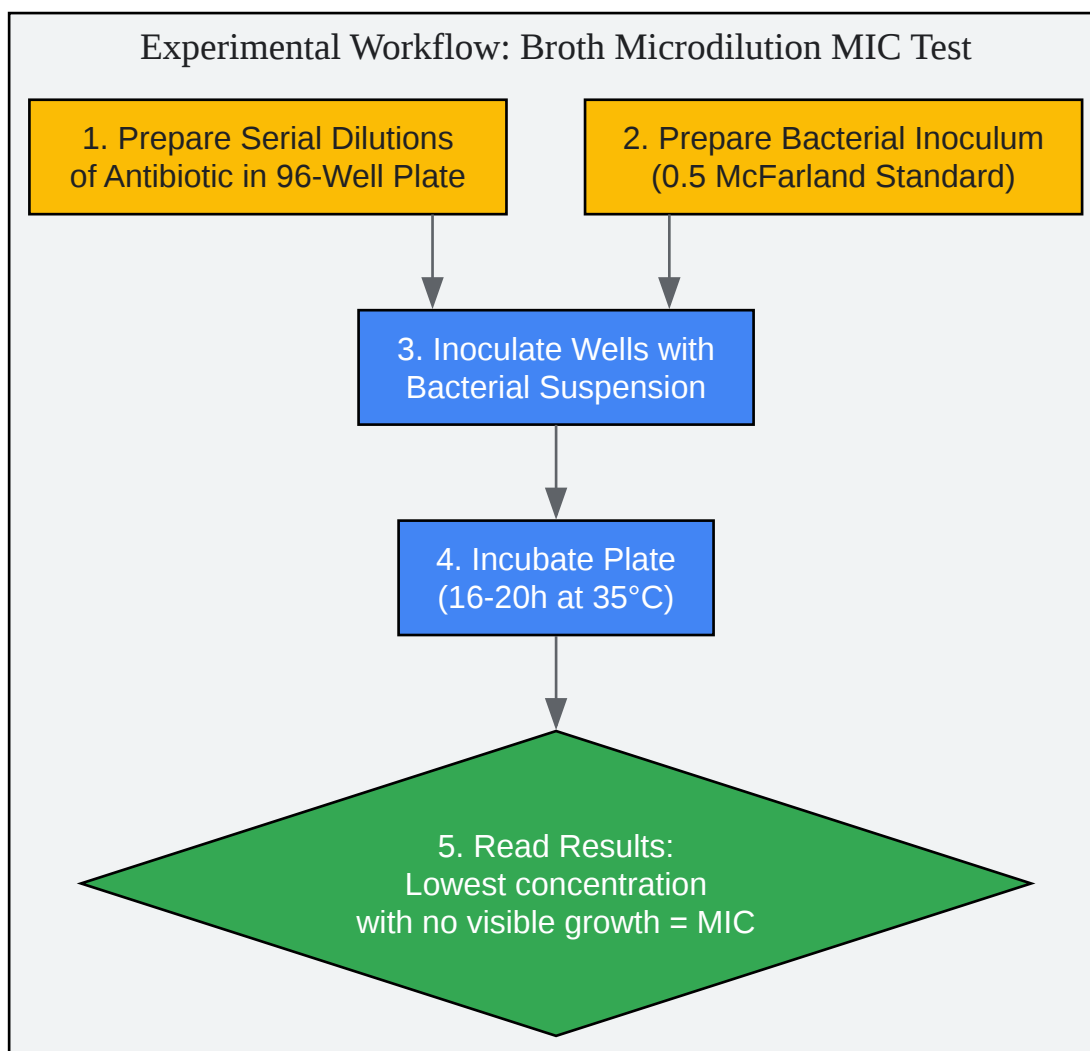 Experimental Workflow: Broth Microdilution MIC Test
1. Prepare Serial Dilutions
of Antibiotic in 96-Well Plate
2. Prepare Bacterial Inoculum
(0.5 McFarland Standard)
3. Inoculate Wells with
Bacterial Suspension
4. Incubate Plate
(16-20h at 35°C)
5. Read Results:
Lowest concentration
with no visible growth = MIC